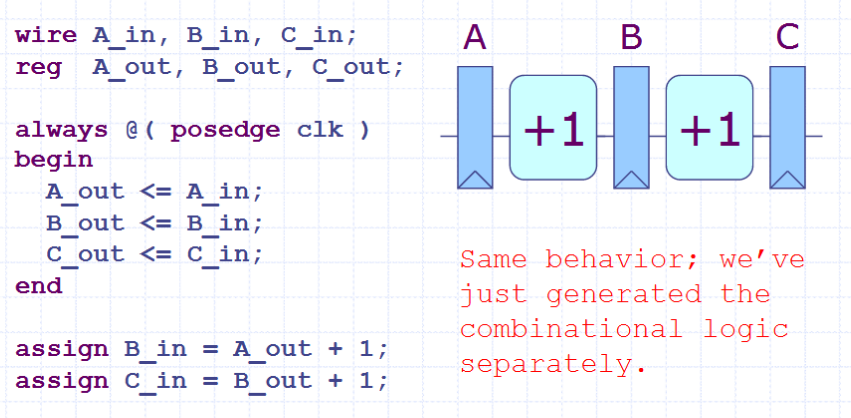 wire A_in, B_in, C_in;
reg A_out, B_out, C_out;
always @( posedge clk )
begin
A_out <= A_in;
B_out <= B_in;
C_out <= C_in;
end
assign B_in = A_out + 1;
assign C_in = B_out + 1;
A B C
+1 +1
Same behavior; we’ve
just generated the
combinational logic
separately.